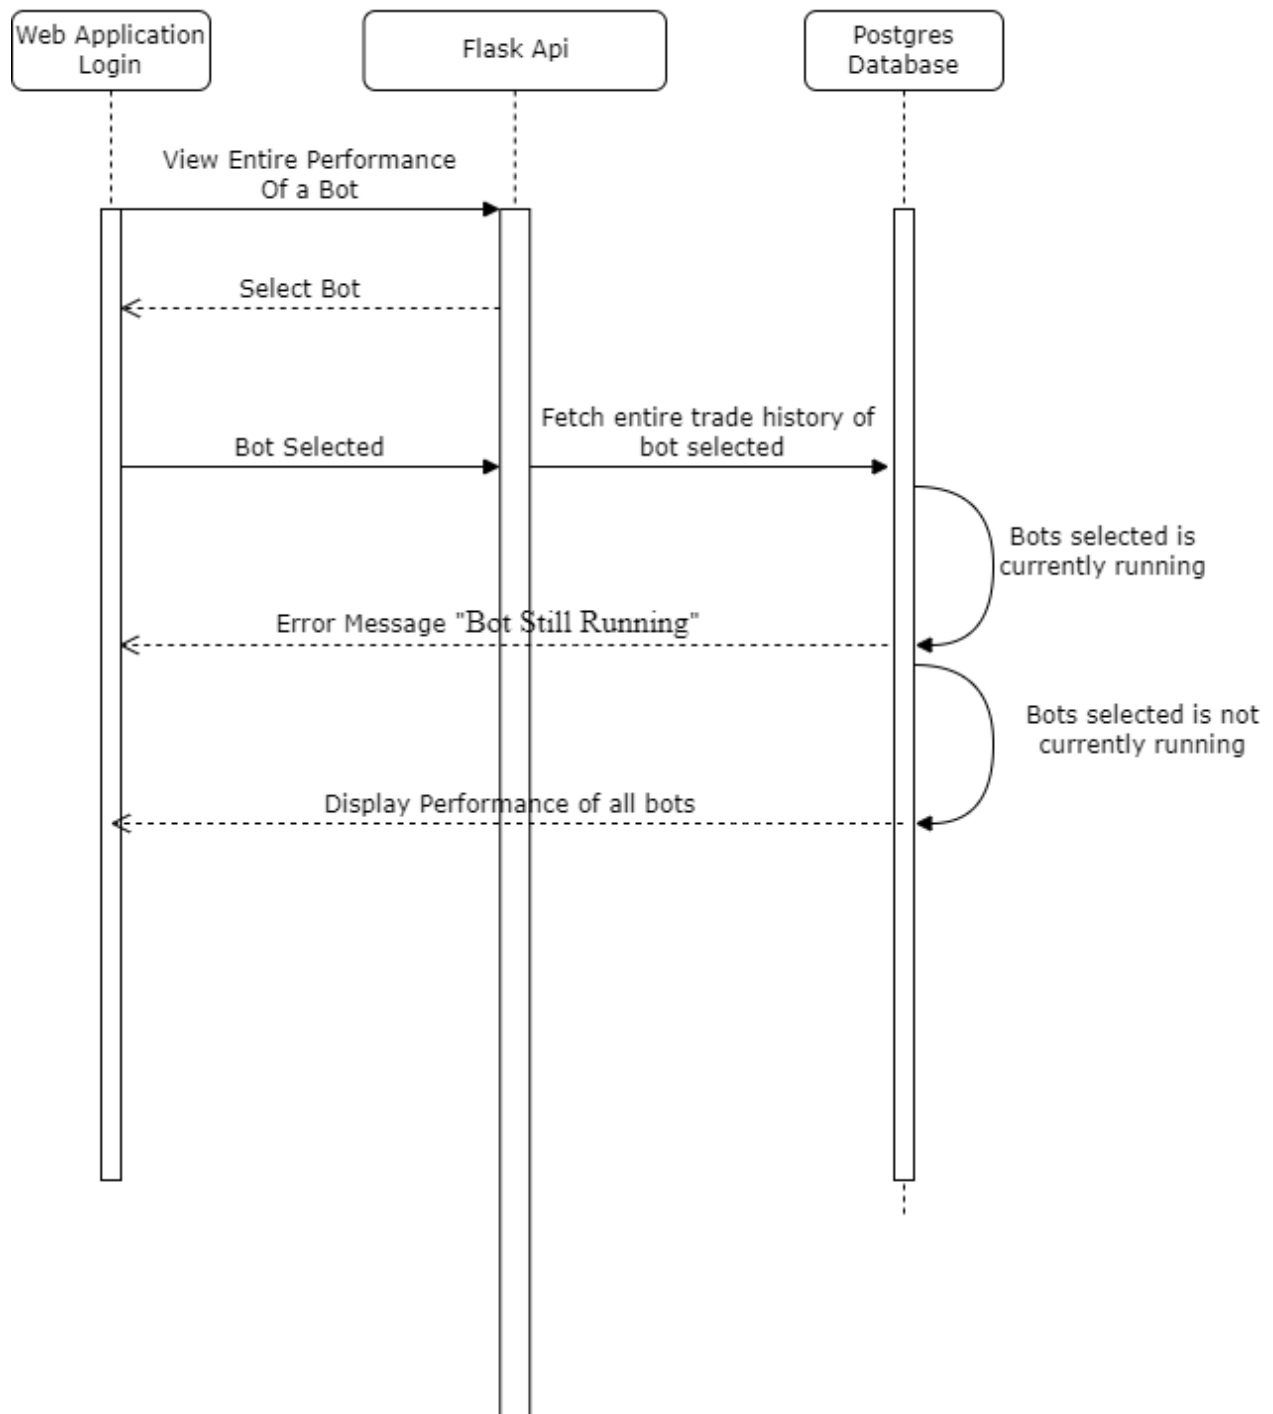 Web Application
Login
Flask Api
Postgres
Database
View Entire Performance
Of a Bot
Select Bot
Fetch entire trade history of
bot selected
Bot Selected
Bots selected is
currently running
Error Message "Bot Still Running"
Bots selected is not
currently running
Display Performance of all bots